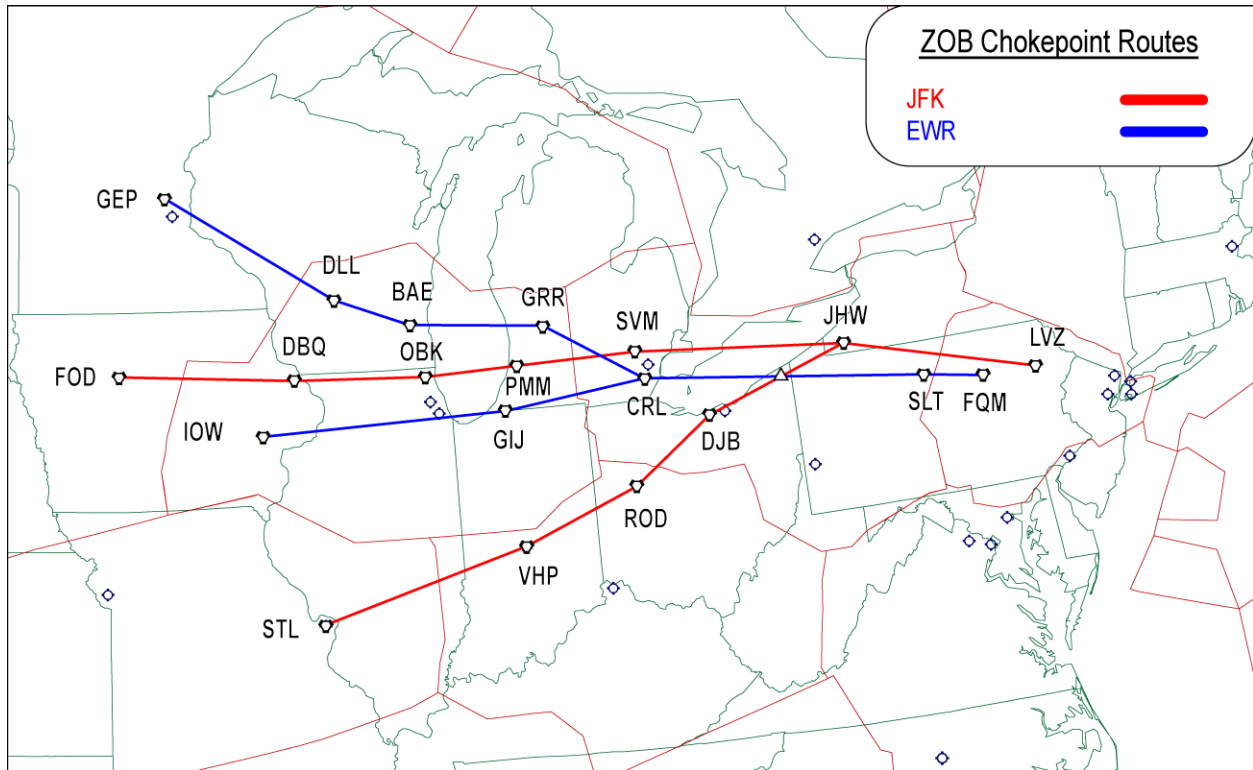 ZOB Chokepoint Routes
JFK
EWR
GEP
DLL
BAE
GRR
SVM
JHW
LVZ
DBQ
OBK
FOD
PMM
CRL
SLT
FQM
IOW
GIJ
DJB
ROD
VHP
STL